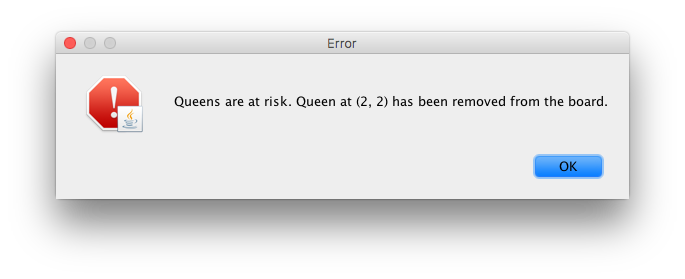 Error
Queens are at risk. Queen at (2, 2) has been removed from the board.
OK